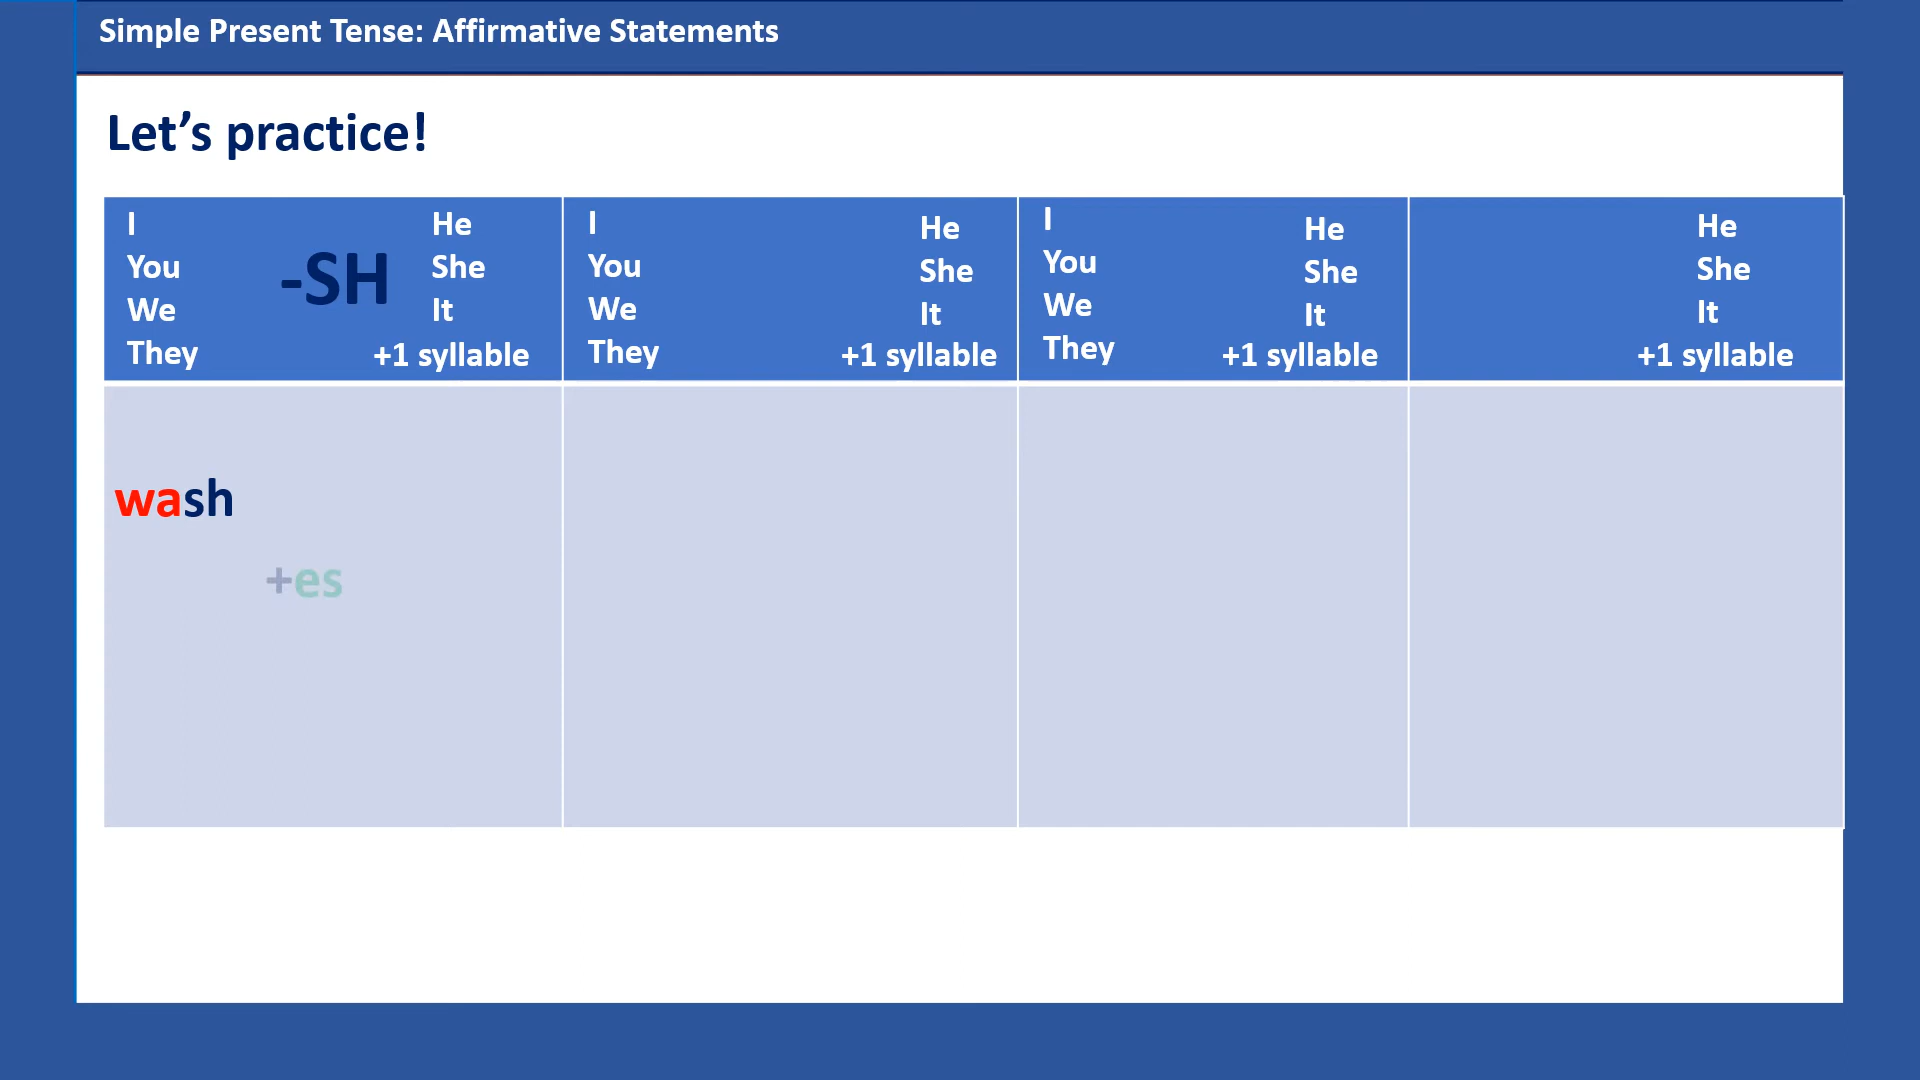 Simple Present Tense: Affirmative Statements
Let’s practice!
I
You
We
They
-SH
He
She
It
+1 syllable
I
You
We
They
He
She
It
+1 syllable
I
You
We
They
He
She
It
+1 syllable
He
She
It
+1 syllable
wash
+es